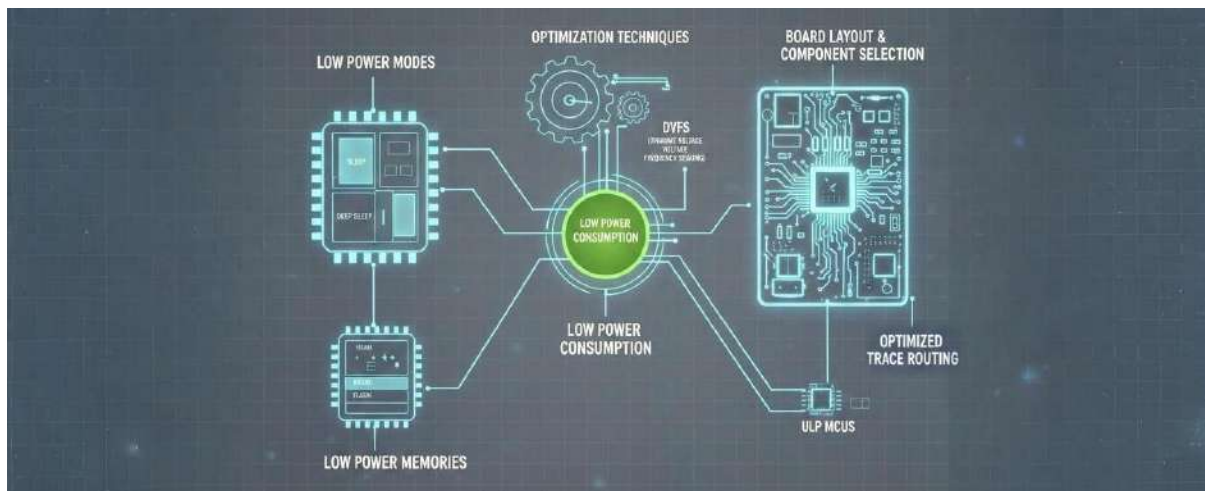 OPTIMIZATION TECHNIQUES
BOARD LAYOUT &
COMPONENT SELECTION
LOW POWER MODES
SLEEP
DEEP SLEEP
DVFS
LOW POWER
CONSUMPTION
LOW POWER
CONSUMPTION
OPTIMIZED
TRACE ROUTING
ULP MCUS
LOW POWER MEMORIES